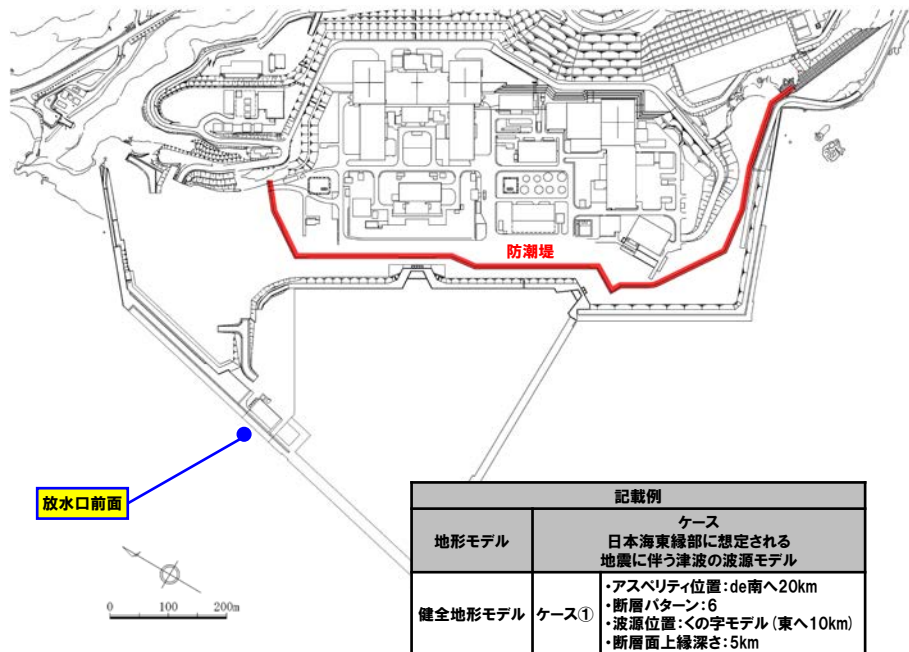 防潮堤
放水口前面
0 100 200m
記載例
地形モデル
ケース
日本海東縁部に想定される
地震に伴う津波の波源モデル
健全地形モデル
ケース①
・アスペリティ位置：de南へ20km
・断層パターン：6
・波源位置：くの字モデル（東へ10km）
・断層面上縁深さ：5km